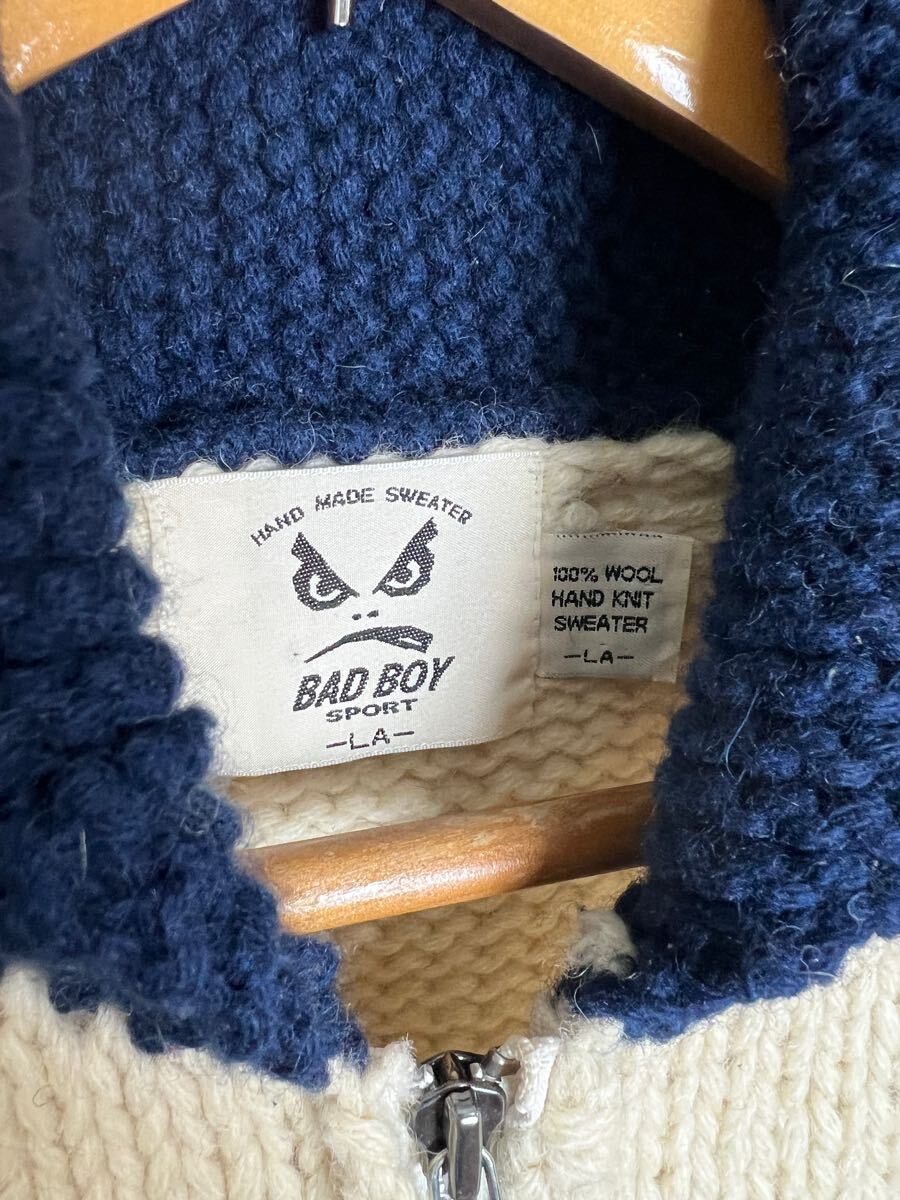 HAND MADE SWEATER
BAD BOY
SPORT
-LA-
100% WOOL
HAND KNIT
SWEATER
-LA-